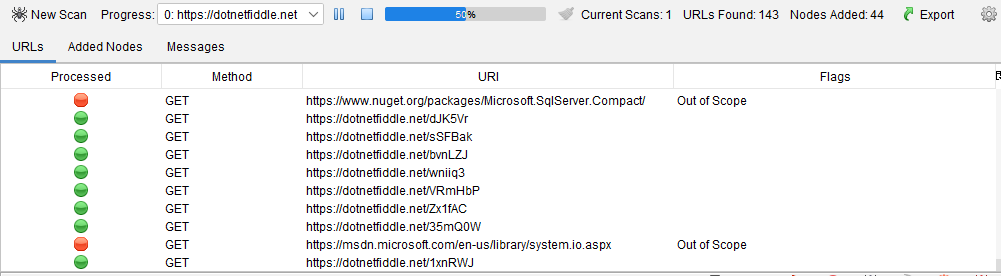 New Scan Progress: 0: https://dotnetfiddle.net 50% Current Scans: 1 URLs Found: 143 Nodes Added: 44 Export
URLs Added Nodes Messages
Processed Method URI Flags
GET https://www.nuget.org/packages/Microsoft.SqlServer.Compact/ Out of Scope
GET https://dotnetfiddle.net/dJK5Vr
GET https://dotnetfiddle.net/sSFBak
GET https://dotnetfiddle.net/bvnLZJ
GET https://dotnetfiddle.net/wniiq3
GET https://dotnetfiddle.net/VRmHbP
GET https://dotnetfiddle.net/Zx1fAC
GET https://dotnetfiddle.net/35mQ0W
GET https://msdn.microsoft.com/en-us/library/system.io.aspx Out of Scope
GET https://dotnetfiddle.net/1xnRWJ